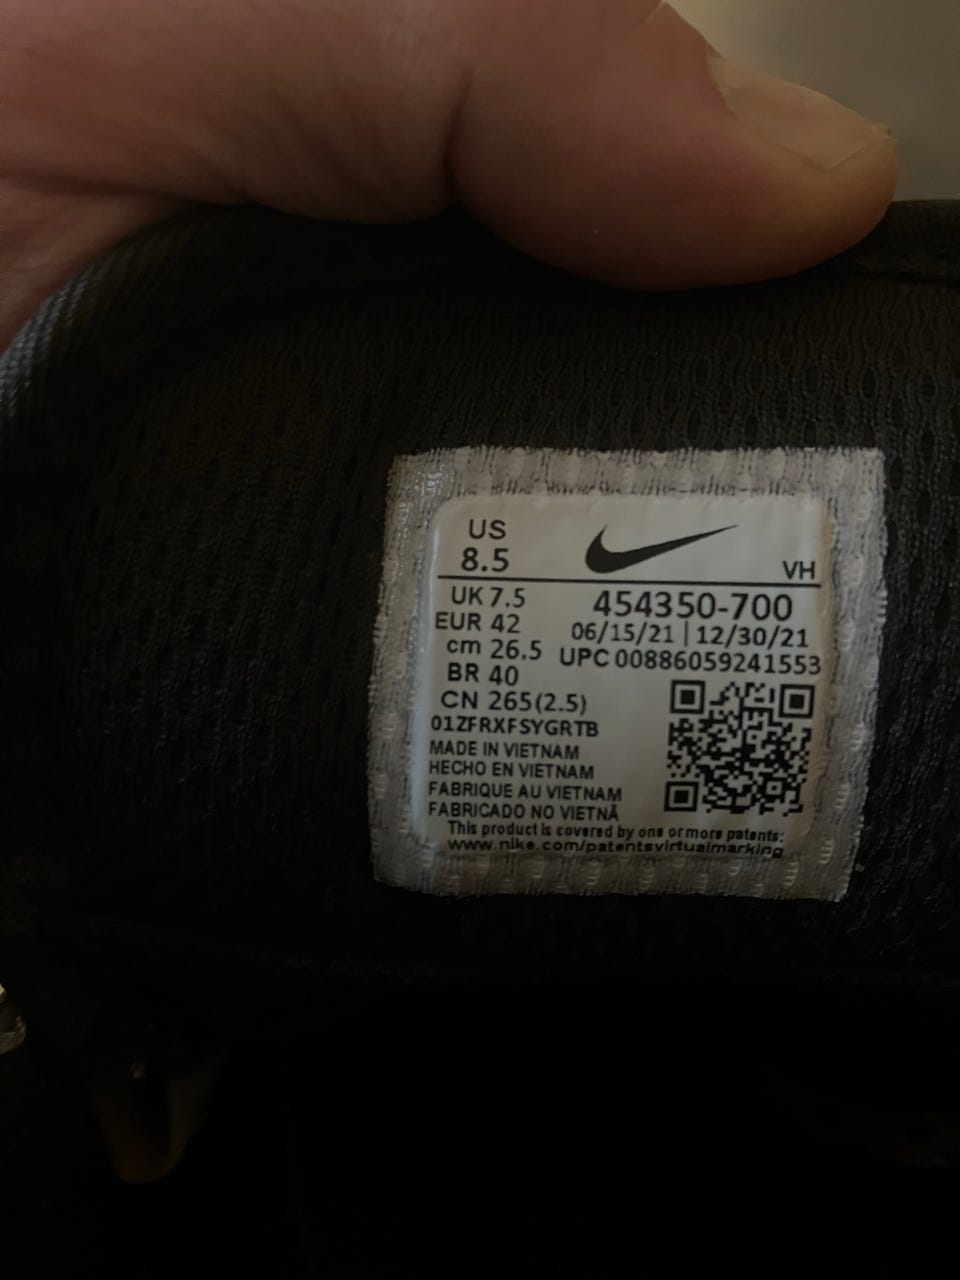 US
8.5
VH
UK 7.5
454350-700
EUR 42
06/15/21 | 12/30/21
cm 26.5
UPC 00886059241553
BR 40
CN 265(2.5)
01ZFRXFSYGRTB
MADE IN VIETNAM
HECHO EN VIETNAM
FABRIQUE AU VIETNAM
FABRICADO NO VIETNÃ
This product is covered by one or more patents:
www.nike.com/patentsvirtualmarking